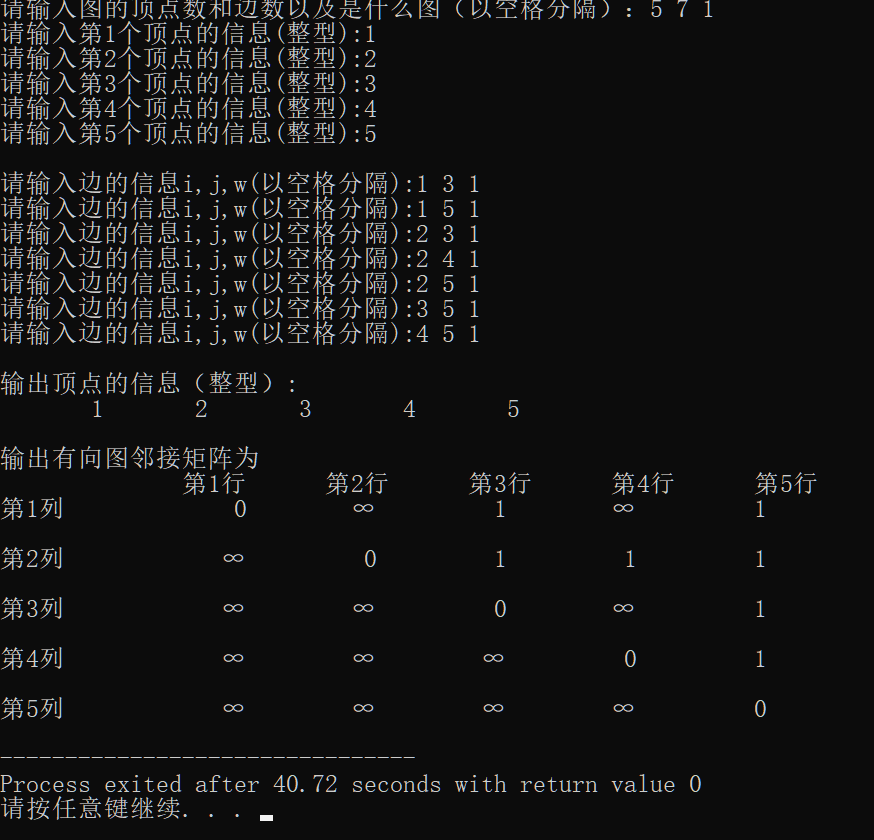 请输入图的顶点数和边数以及是什么图（以空格分隔）：5 7 1
请输入第1个顶点的信息(整型):1
请输入第2个顶点的信息(整型):2
请输入第3个顶点的信息(整型):3
请输入第4个顶点的信息(整型):4
请输入第5个顶点的信息(整型):5
请输入边的信息i,j,w(以空格分隔):1 3 1
请输入边的信息i,j,w(以空格分隔):1 5 1
请输入边的信息i,j,w(以空格分隔):2 3 1
请输入边的信息i,j,w(以空格分隔):2 4 1
请输入边的信息i,j,w(以空格分隔):2 5 1
请输入边的信息i,j,w(以空格分隔):3 5 1
请输入边的信息i,j,w(以空格分隔):4 5 1
输出顶点的信息（整型）:
1 2 3 4 5
输出有向图邻接矩阵为
第1行 第2行 第3行 第4行 第5行
第1列 0 ∞ 1 ∞ 1
第2列 ∞ 0 1 1 1
第3列 ∞ ∞ 0 ∞ 1
第4列 ∞ ∞ ∞ 0 1
第5列 ∞ ∞ ∞ ∞ 0
--------------------------------
Process exited after 40.72 seconds with return value 0
请按任意键继续. . .